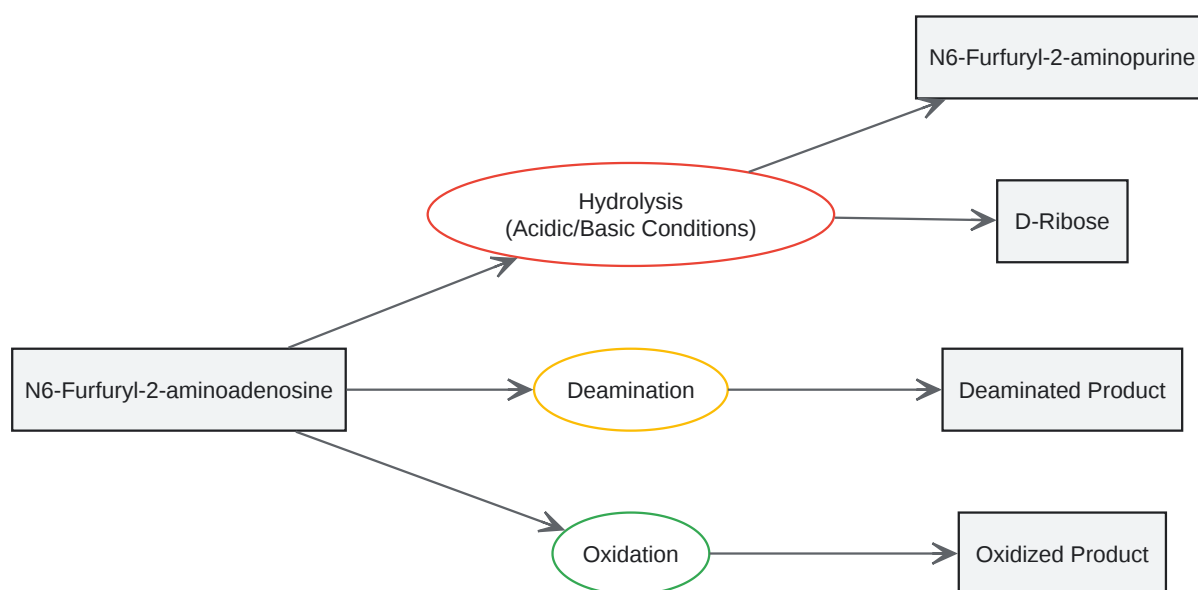 N6-Furfuryl-2-aminopurine
Hydrolysis
(Acidic/Basic Conditions)
D-Ribose
N6-Furfuryl-2-aminoadenosine
Deamination
Deaminated Product
Oxidation
Oxidized Product